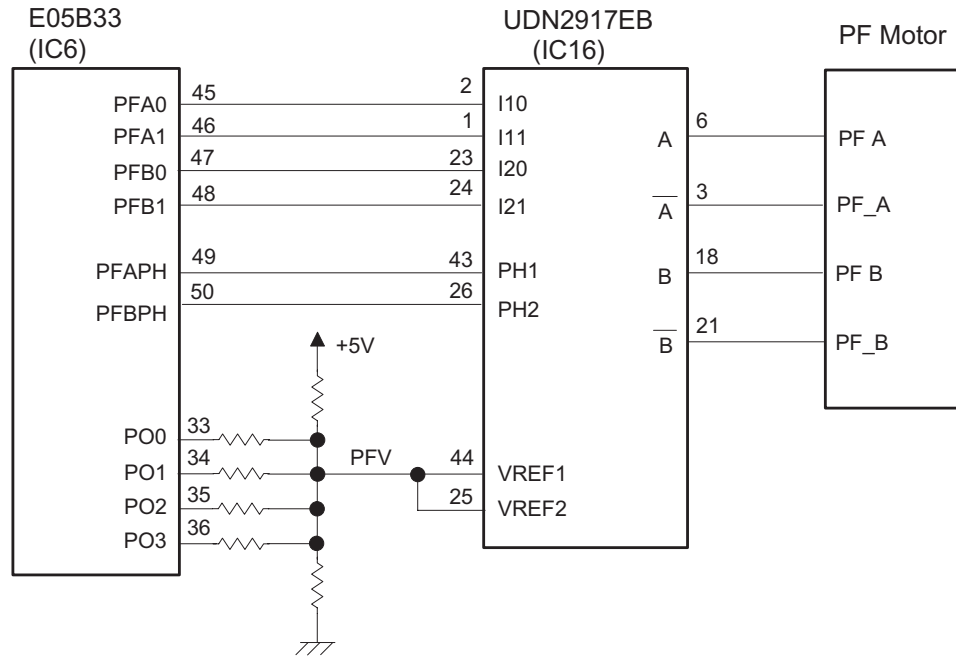 E05B33
(IC6)
UDN2917EB
(IC16)
PF Motor
PFA0 45 2 I10
PFA1 46 1 I11
PFB0 47 23 I20
PFB1 48 24 I21
PFAPH 49 43 PH1
PFBPH 50 26 PH2
A 6 PF A
A 3 PF_A
B 18 PF B
B 21 PF_B
+5V
PO0 33
PO1 34 PFV 44 VREF1
PO2 35 25 VREF2
PO3 36